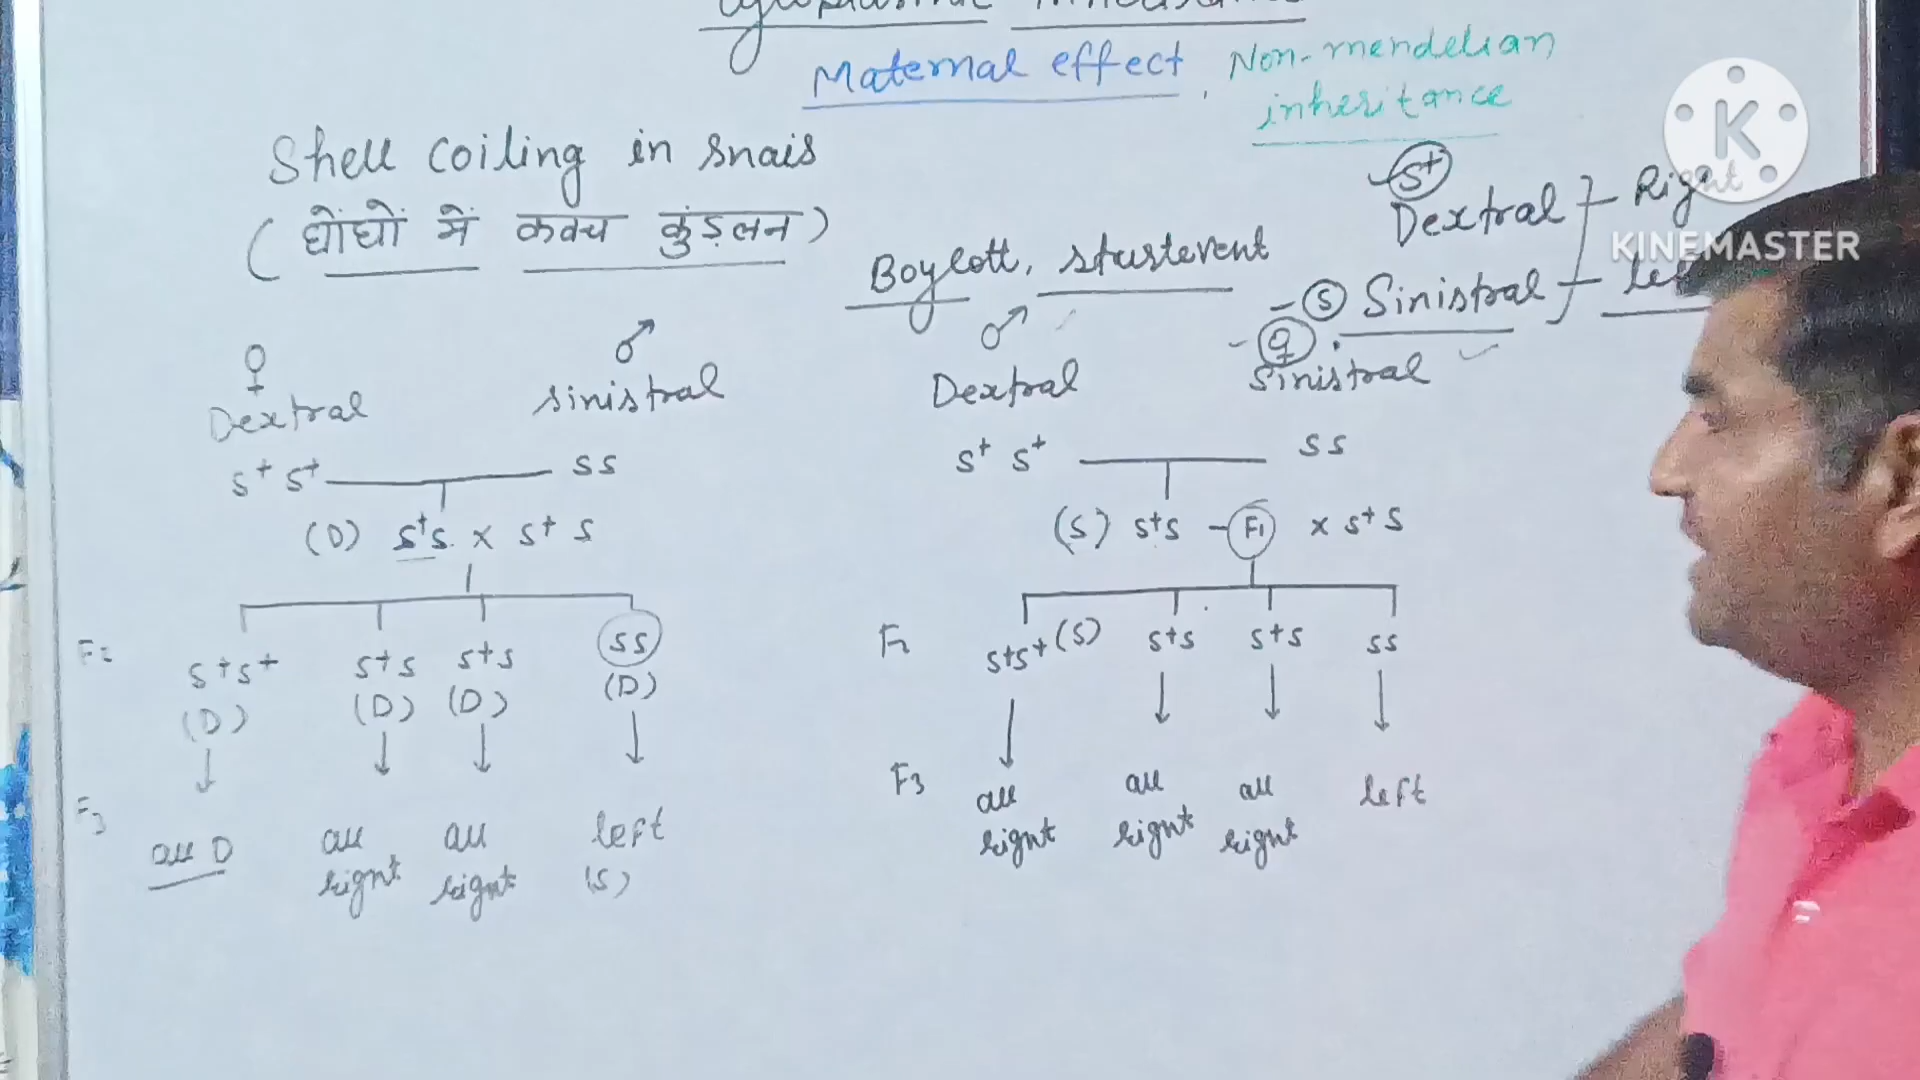 Maternal effect, Non-mendelian
inheritance
Shell coiling in snais
(घोंघों में कवच कुंडलन)
Boycott, sturtevent
s+
Dextral } - Right
- s Sinistral - left
♀
Dextral
♂
sinistral
s+ s+ ss
(D) s+s. x s+ s
F2
s+s+ s+s s+s ss
(D) (D) (D) (D)
F3
all D all right all right left
(S)
♂
Dextral
♀
Sinistral
s+ s+ ss
(S) s+s - F1 x s+ s
F2
s+s+ (S) s+s s+s ss
F3
all right all right all right left
K
KINEMASTER